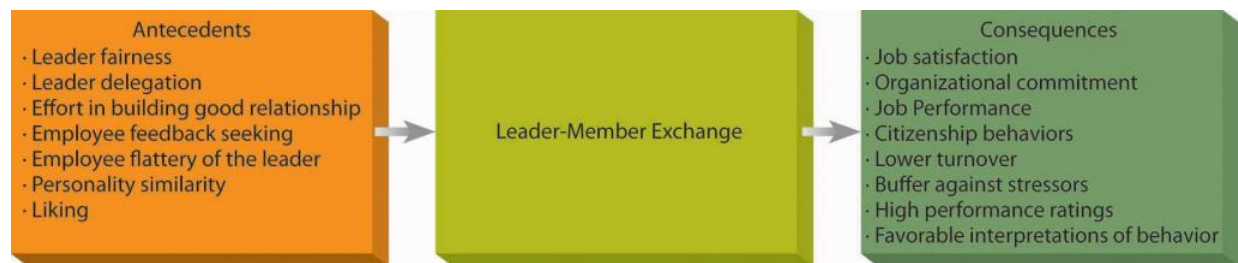 Antecedents
· Leader fairness
· Leader delegation
· Effort in building good relationship
· Employee feedback seeking
· Employee flattery of the leader
· Personality similarity
· Liking
Leader-Member Exchange
Consequences
· Job satisfaction
· Organizational commitment
· Job Performance
· Citizenship behaviors
· Lower turnover
· Buffer against stressors
· High performance ratings
· Favorable interpretations of behavior